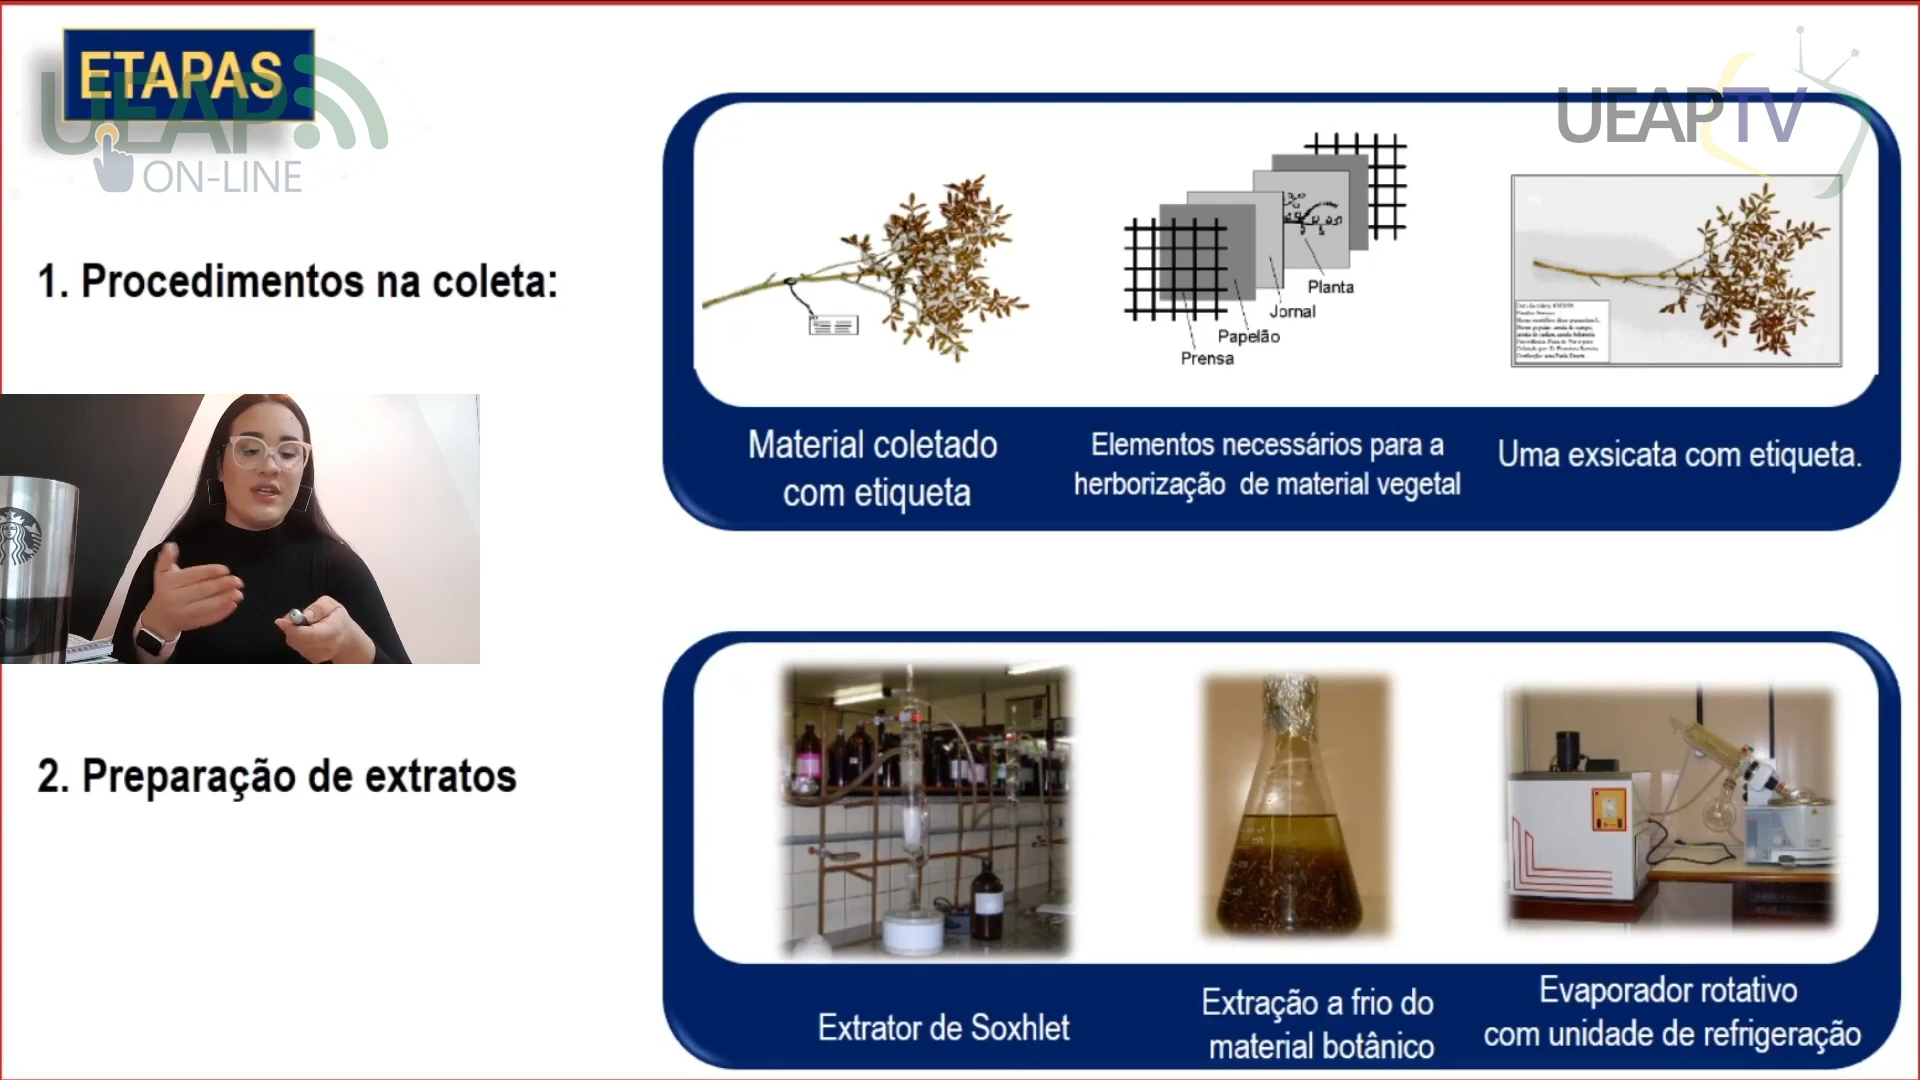 ETAPAS
UEAP
ON-LINE
UEAPTV
1. Procedimentos na coleta:
Planta
Jornal
Papelão
Prensa
Material coletado
com etiqueta
Elementos necessários para a
herborização de material vegetal
Uma exsicata com etiqueta.
2. Preparação de extratos
Extrator de Soxhlet
Extração a frio do
material botânico
Evaporador rotativo
com unidade de refrigeração